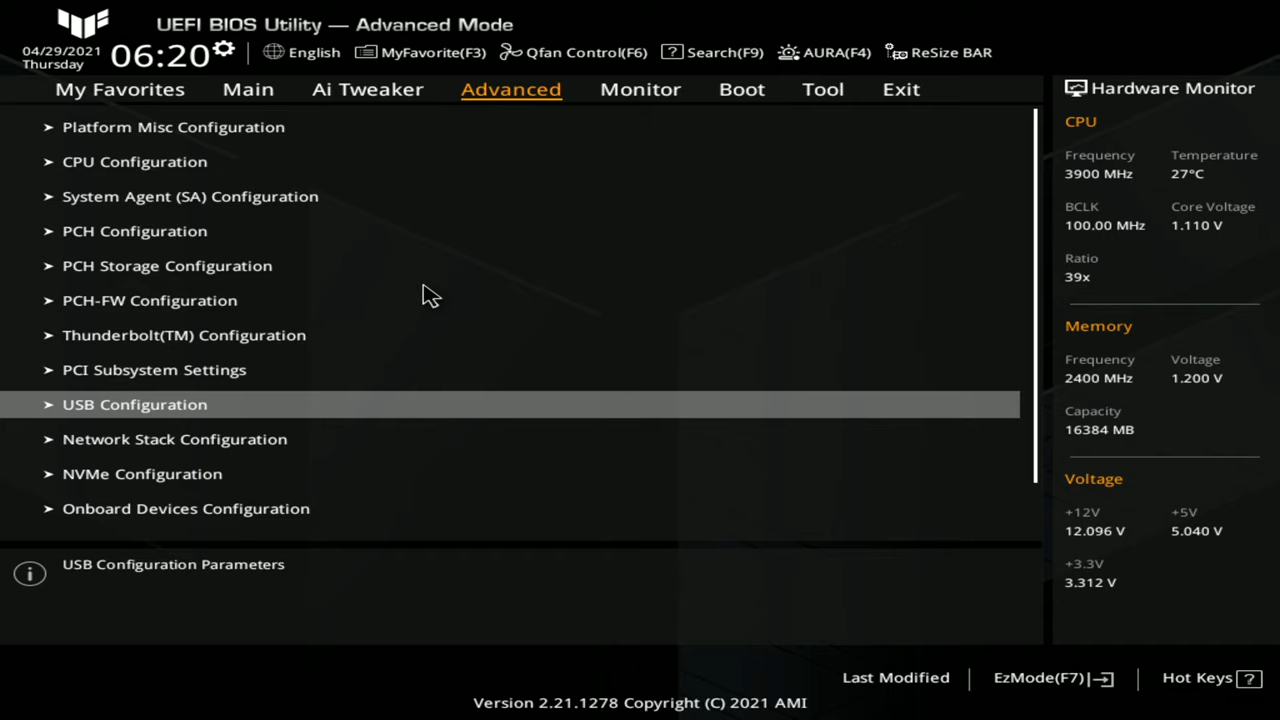 UEFI BIOS Utility — Advanced Mode
04/29/2021
Thursday
06:20
English
MyFavorite(F3)
Qfan Control(F6)
? Search(F9)
AURA(F4)
ReSize BAR
My Favorites
Main
Ai Tweaker
Advanced
Monitor
Boot
Tool
Exit
Platform Misc Configuration
CPU Configuration
System Agent (SA) Configuration
PCH Configuration
PCH Storage Configuration
PCH-FW Configuration
Thunderbolt(TM) Configuration
PCI Subsystem Settings
USB Configuration
Network Stack Configuration
NVMe Configuration
Onboard Devices Configuration
i USB Configuration Parameters
Hardware Monitor
CPU
Frequency Temperature
3900 MHz 27°C
BCLK Core Voltage
100.00 MHz 1.110 V
Ratio
39x
Memory
Frequency Voltage
2400 MHz 1.200 V
Capacity
16384 MB
Voltage
+12V +5V
12.096 V 5.040 V
+3.3V
3.312 V
Last Modified
EzMode(F7)
Hot Keys ?
Version 2.21.1278 Copyright (C) 2021 AMI